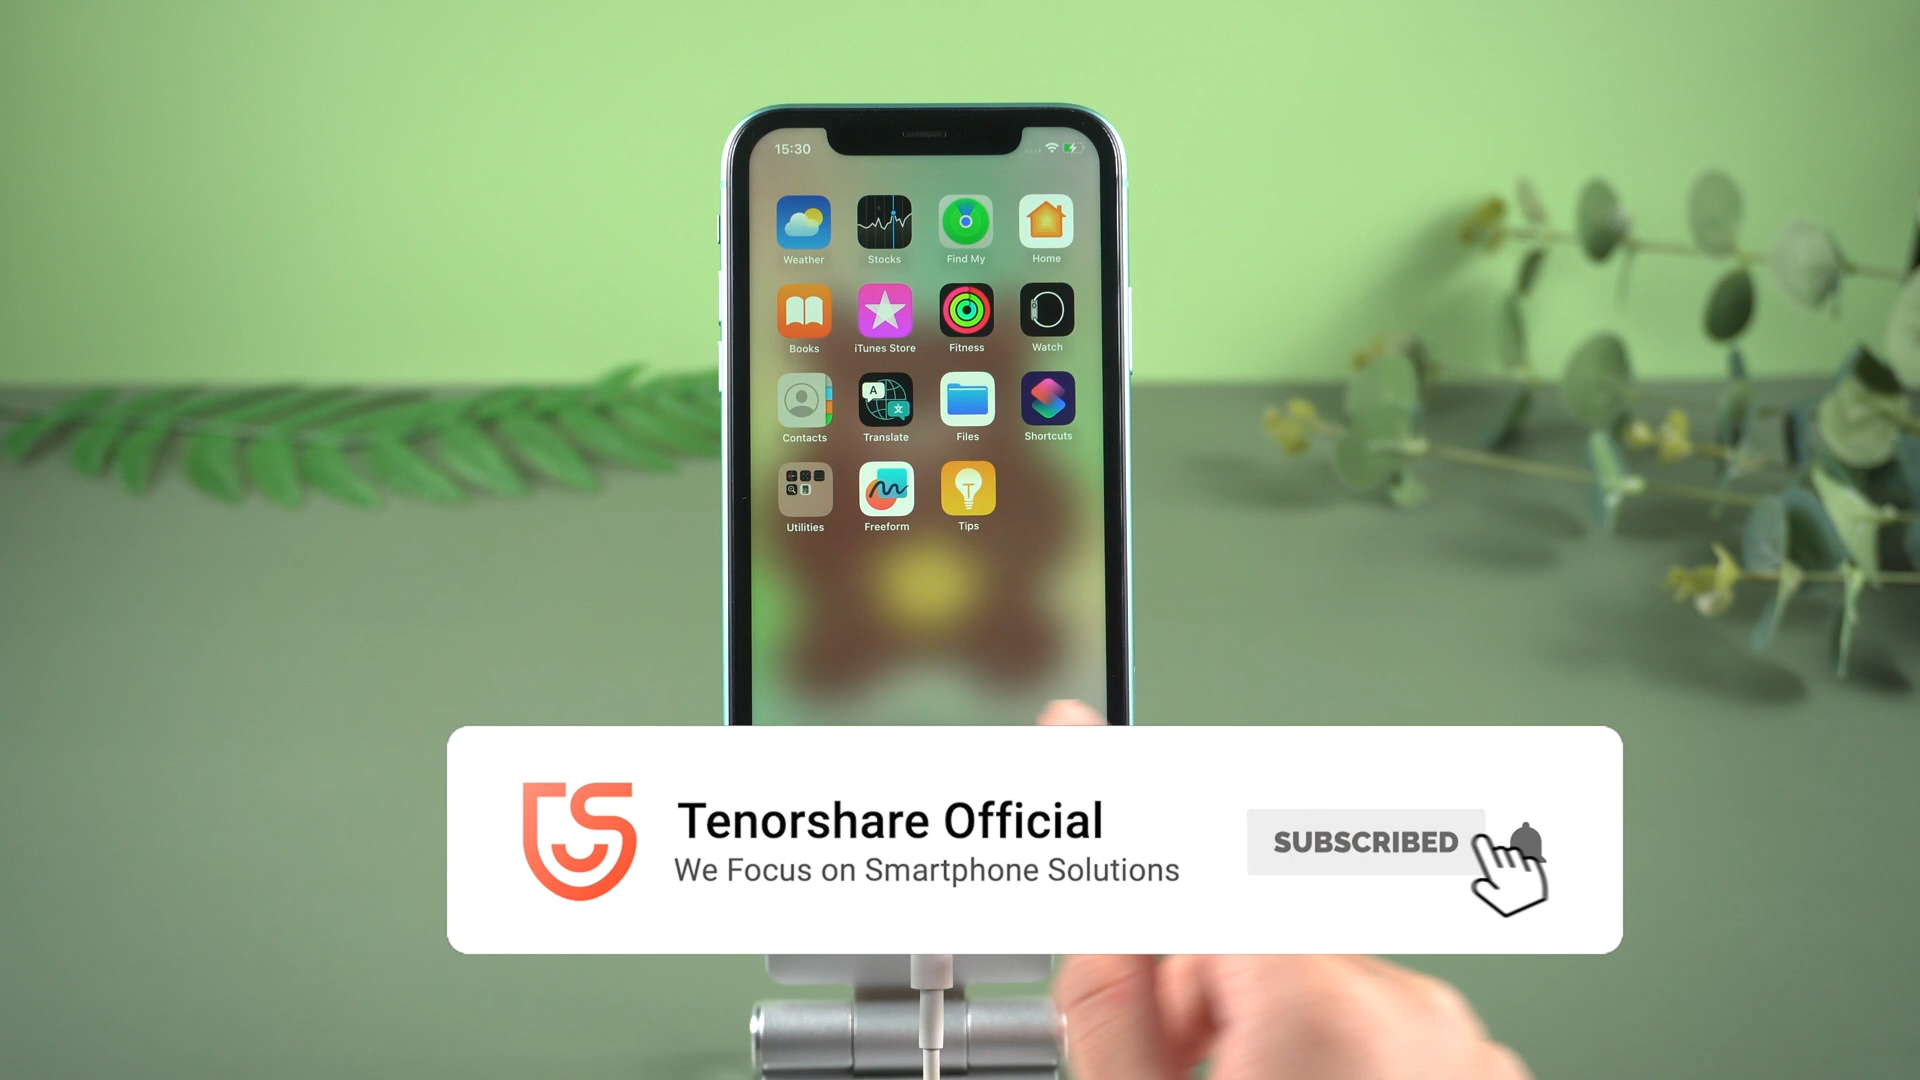 15:30
Weather Stocks Find My Home
Books iTunes Store Fitness Watch
Contacts Translate Files Shortcuts
Utilities Freeform Tips
Tenorshare Official
We Focus on Smartphone Solutions
SUBSCRIBED